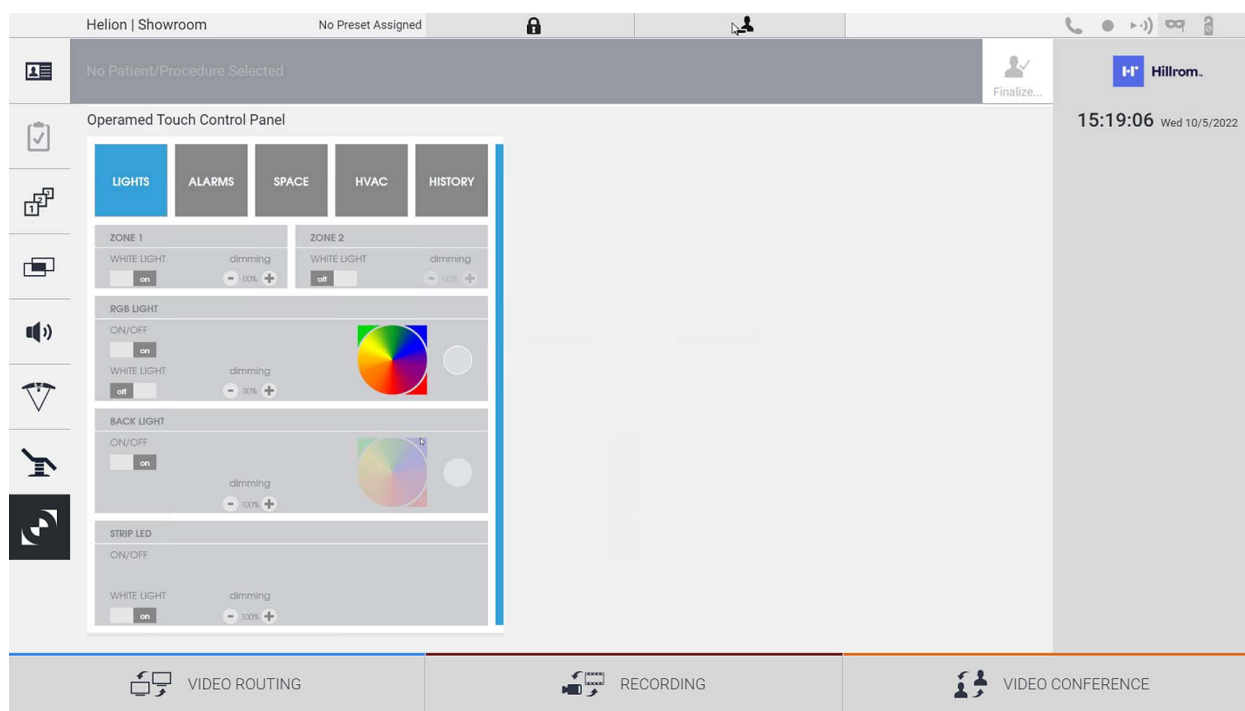 Helion | Showroom
No Preset Assigned
No Patient/Procedure Selected
Finalize...
Hillrom™
15:19:06 Wed 10/5/2022
Operamed Touch Control Panel
LIGHTS
ALARMS
SPACE
HVAC
HISTORY
ZONE 1
WHITE LIGHT
dimming
on
ZONE 2
WHITE LIGHT
dimming
off
RGB LIGHT
ON/OFF
on
WHITE LIGHT
dimming
off
30%
BACK LIGHT
ON/OFF
on
dimming
100%
STRIP LED
ON/OFF
WHITE LIGHT
dimming
on
100%
VIDEO ROUTING
RECORDING
VIDEO CONFERENCE